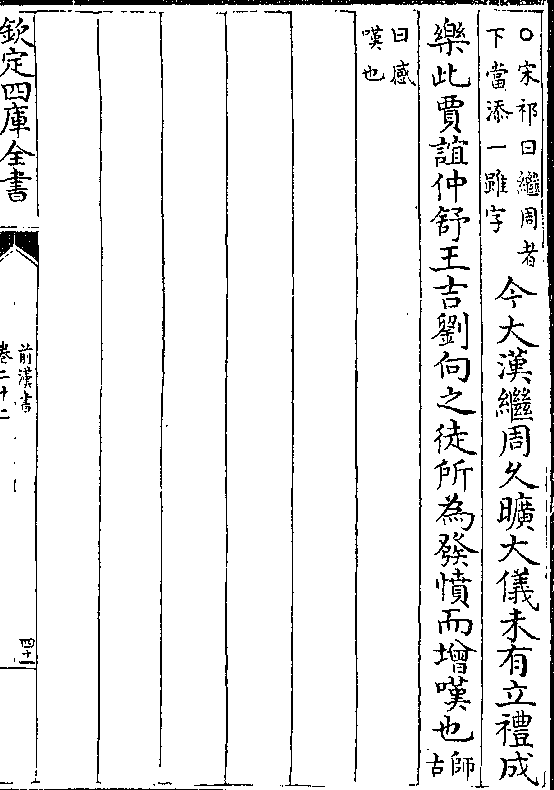 ○宋祁曰繼周者
下當添一雖字
今大漢繼周久曠大儀未有立禮成
樂此賈誼仲舒王吉劉向之徒所為發憤而增嘆也
師古
曰感
嘆也
欽定四庫全書
前漢書
卷二十二
四十一